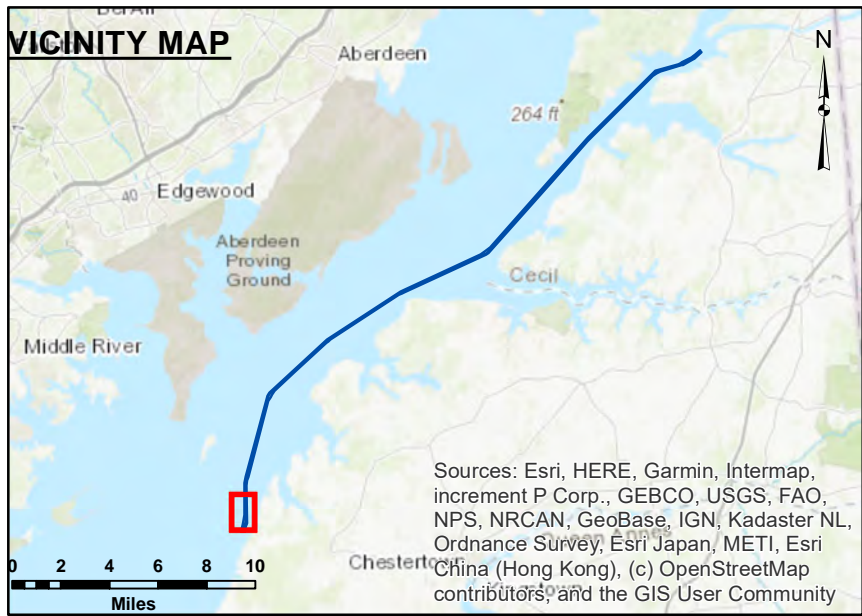 VICINITY MAP
Aberdeen
N
264 ft
40
Edgewood
Aberdeen
Proving
Ground
Cecil
Middle River
Sources: Esri, HERE, Garmin, Intermap,
increment P Corp., GEBCO, USGS, FAO,
NPS, NRCAN, GeoBase, IGN, Kadaster NL,
Queen Annes
Ordnance Survey, Esri Japan, METI, Esri
Chestertown
China (Hong Kong), (c) OpenStreetMap
contributors, and the GIS User Community
0 2 4 6 8 10
Miles